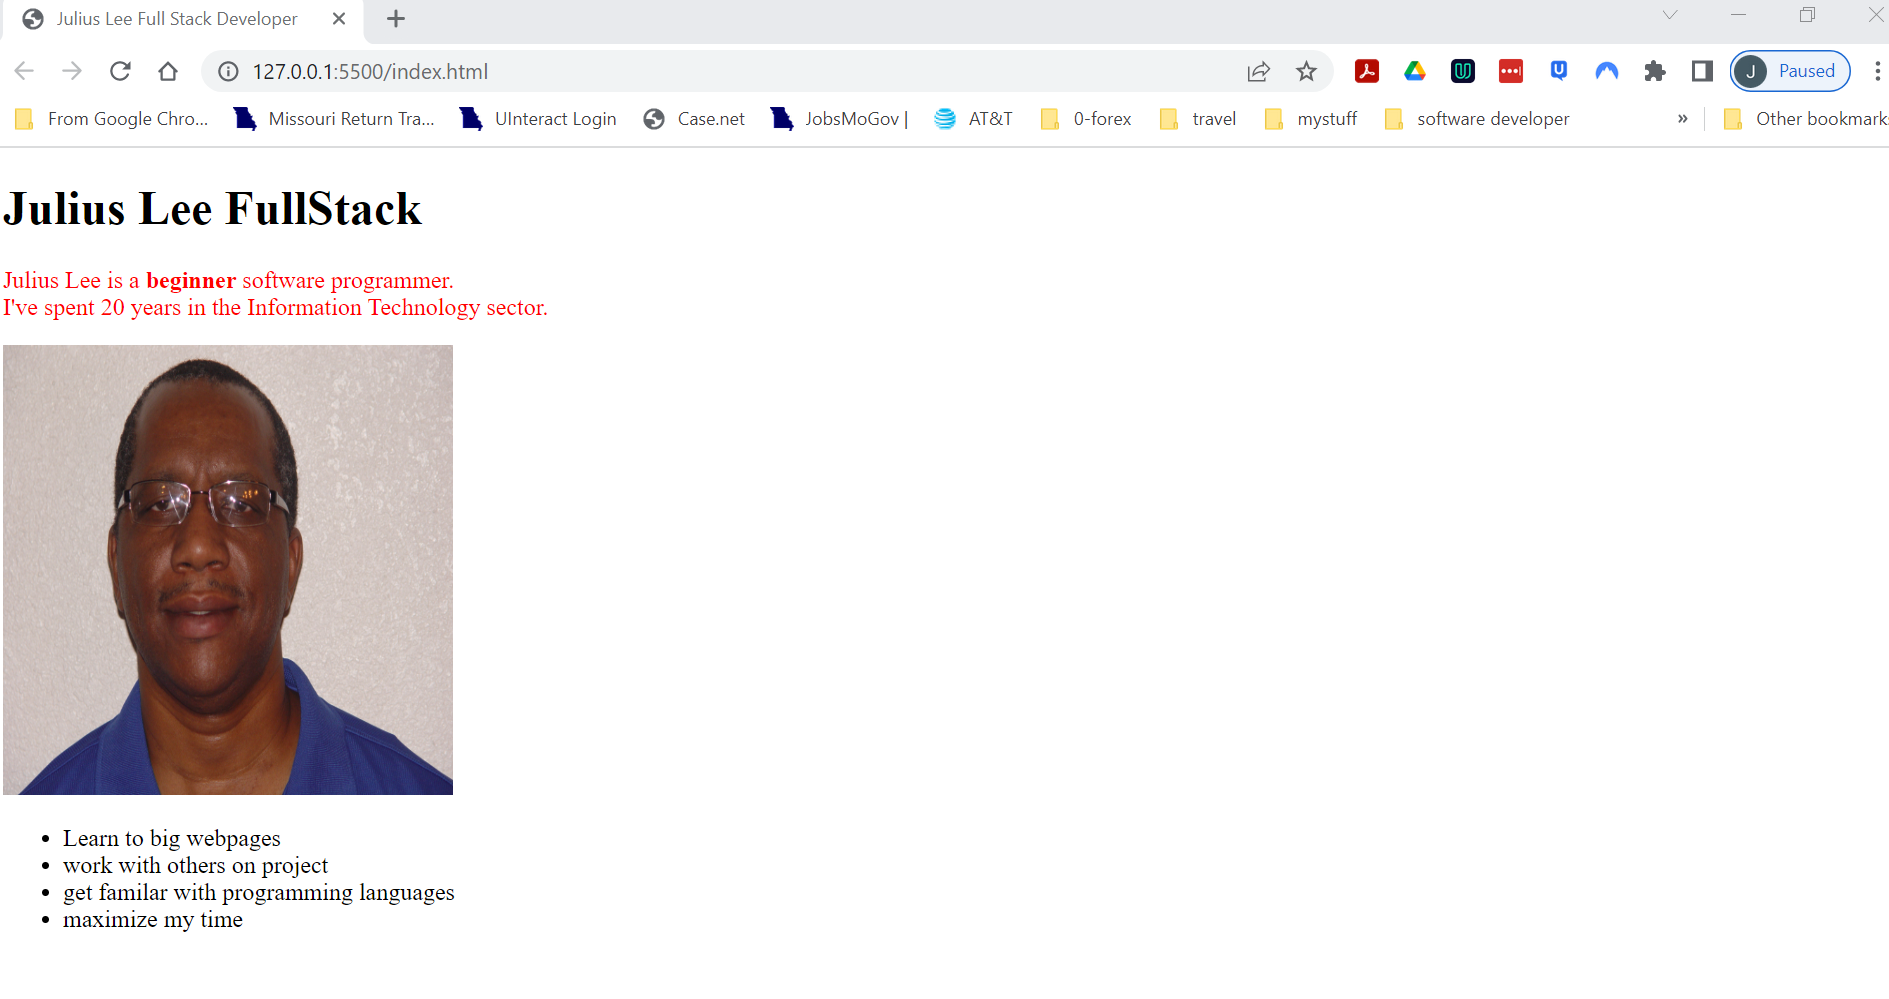 Julius Lee Full Stack Developer
127.0.0.1:5500/index.html
J Paused
From Google Chro... Missouri Return Tra... UInteract Login Case.net JobsMoGov | AT&T 0-forex travel mystuff software developer » Other bookmark
Julius Lee FullStack
Julius Lee is a beginner software programmer.
I've spent 20 years in the Information Technology sector.
Learn to big webpages
work with others on project
get familar with programming languages
maximize my time